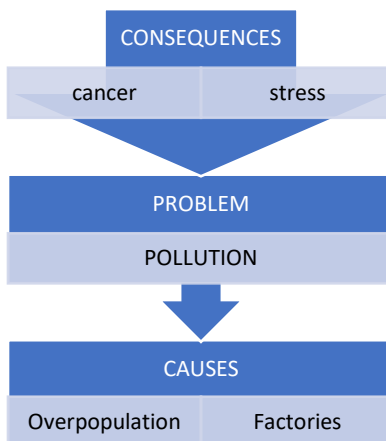 CONSEQUENCES
cancer stress
PROBLEM
POLLUTION
CAUSES
Overpopulation Factories